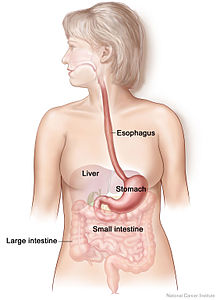 Esophagus
Liver
Stomach
Small intestine
Large intestine
National Cancer Institute